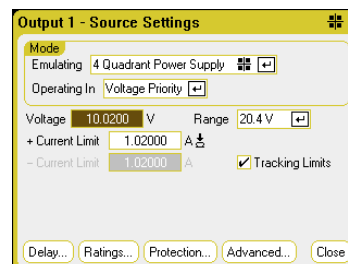 Output 1 - Source Settings
Mode
Emulating 4 Quadrant Power Supply
Operating In Voltage Priority
Voltage 10.0200 V Range 20.4 V
+ Current Limit 1.02000 A
- Current Limit 1.02000 A Tracking Limits
Delay... Ratings... Protection... Advanced... Close